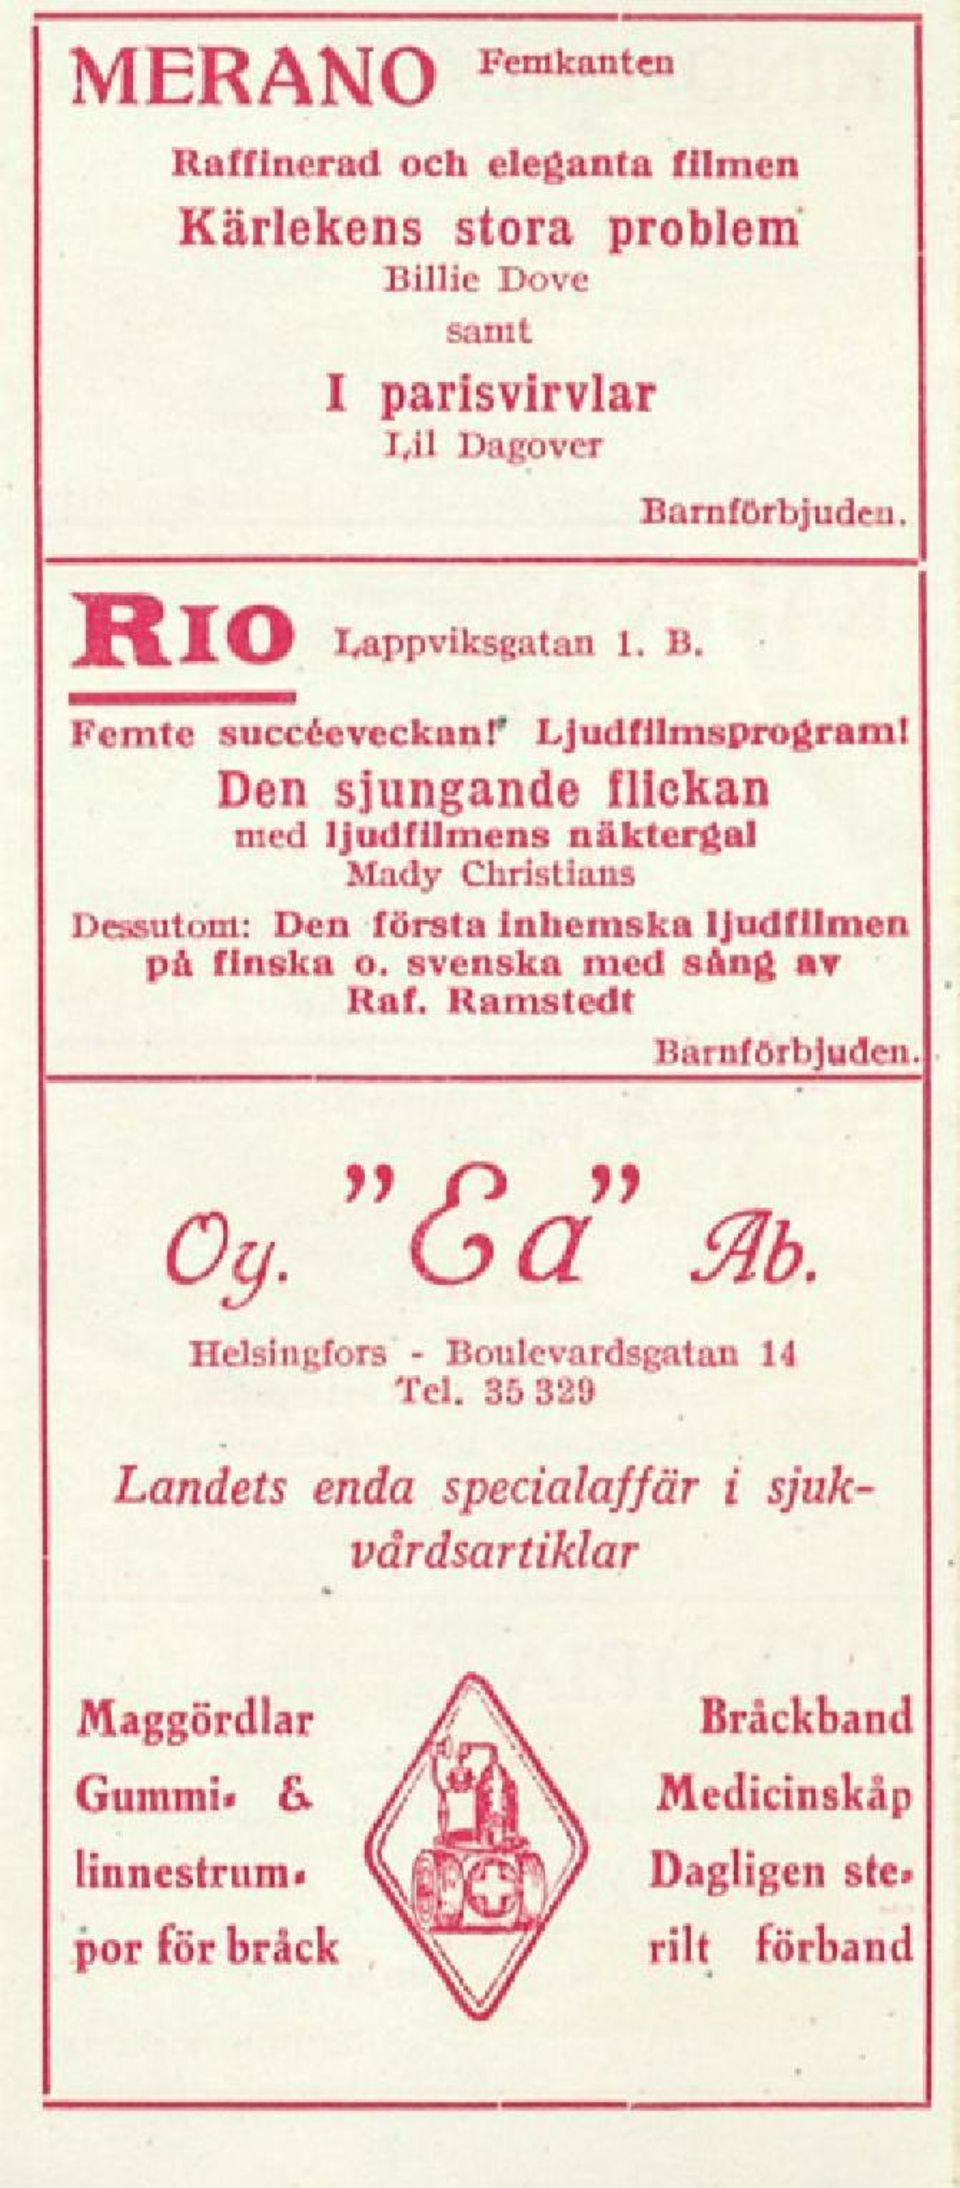 MERANO Femkanten
Raffinerad och eleganta filmen
Kärlekens stora problem
Billie Dove
samt
I parisvirvlar
Lil Dagover
Barnförbjuden.
RIO Lappviksgatan 1. B.
Femte succéeveckan! Ljudfilmsprogram!
Den sjungande flickan
med ljudfilmens näktergal
Mady Christians
Dessutom: Den första inhemska ljudfilmen
på finska o. svenska med sång av
Raf. Ramstedt
Barnförbjuden.
Oy. "Ea" Ab.
Helsingfors - Boulevardsgatan 14
Tel. 35 329
Landets enda specialaffär i sjuk-
vårdsartiklar
Maggördlar
Gummi- &
linnestrum-
por för bråck
Bråckband
Medicinskåp
Dagligen ste-
rilt förband